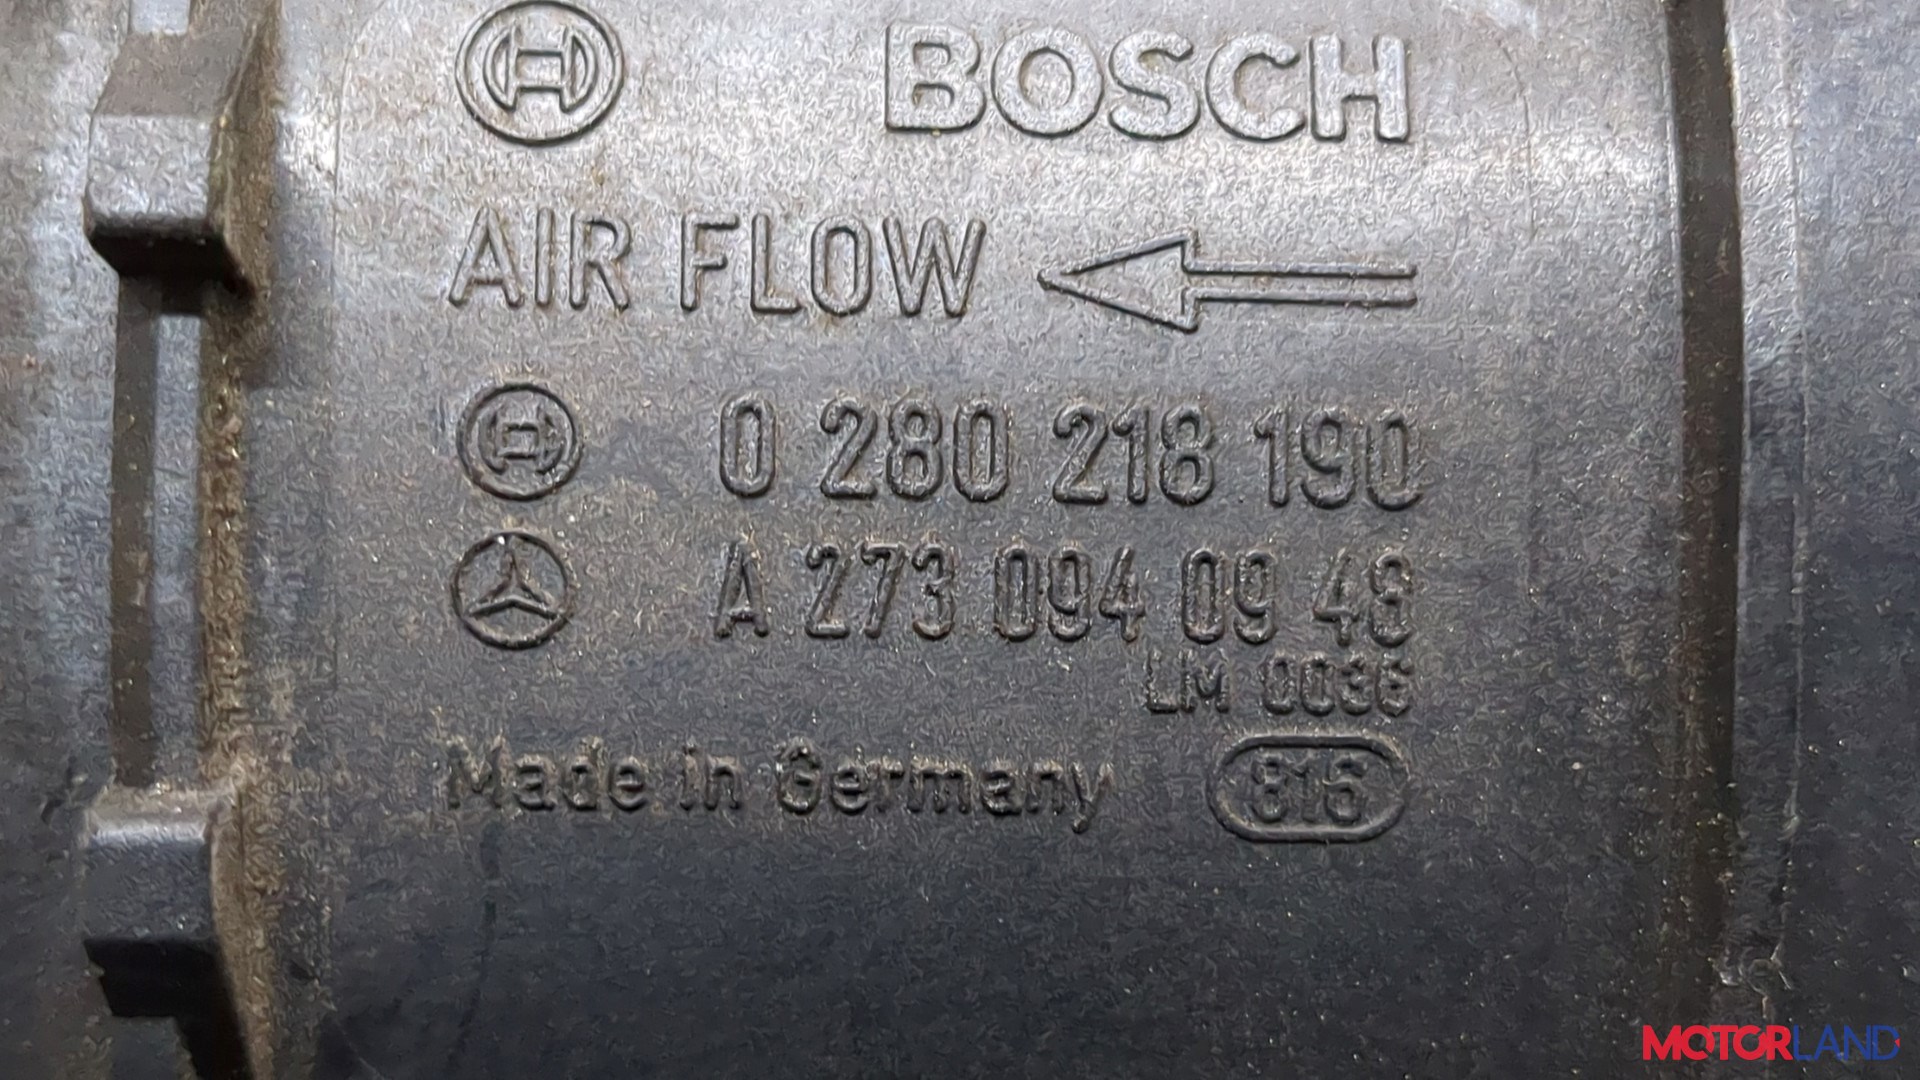 BOSCH
AIR FLOW
0 280 218 190
A 273 094 09 48
LM 0036
Made in Germany 816
MOTORLAND